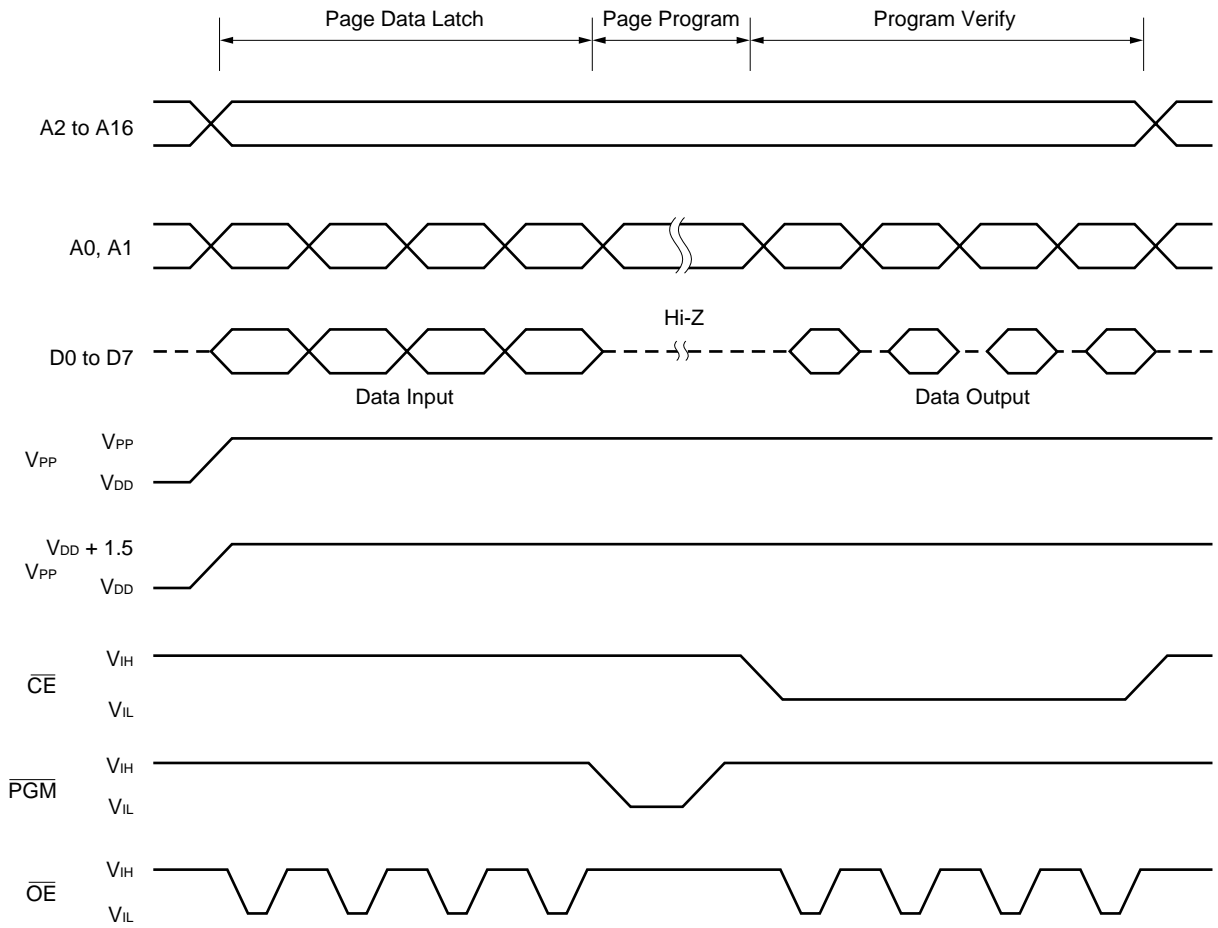 Page Data Latch Page Program Program Verify
A2 to A16
A0, A1
Hi-Z
D0 to D7
Data Input Data Output
VPP
VPP
VDD
VDD + 1.5
VPP
VDD
VIH
CE
VIL
VIH
PGM
VIL
VIH
OE
VIL